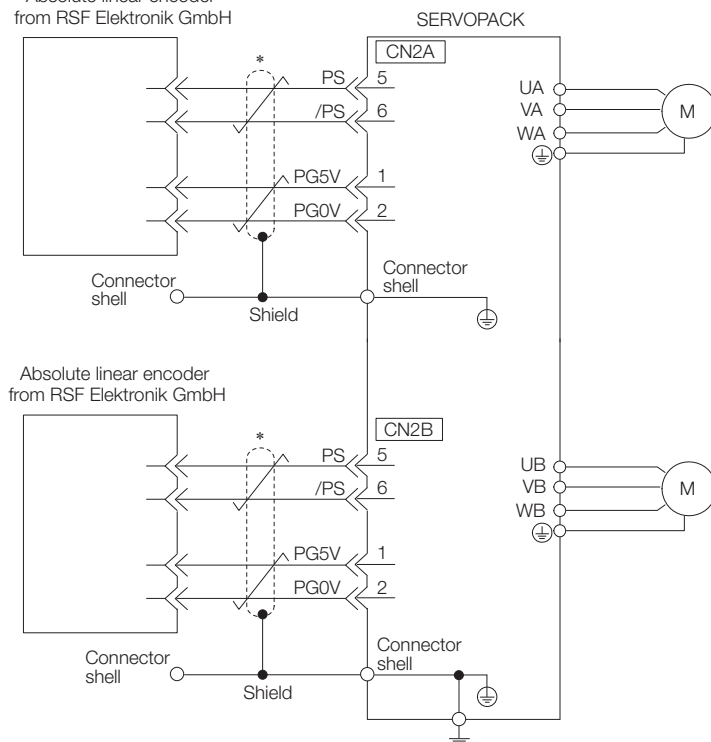 Absolute linear encoder
from RSF Elektronik GmbH
SERVOPACK
CN2A
*
PS 5
/PS 6
PG5V 1
PG0V 2
UA
VA
WA
M
Connector
shell
Shield
Connector
shell
Absolute linear encoder
from RSF Elektronik GmbH
CN2B
*
PS 5
/PS 6
PG5V 1
PG0V 2
UB
VB
WB
M
Connector
shell
Shield
Connector
shell